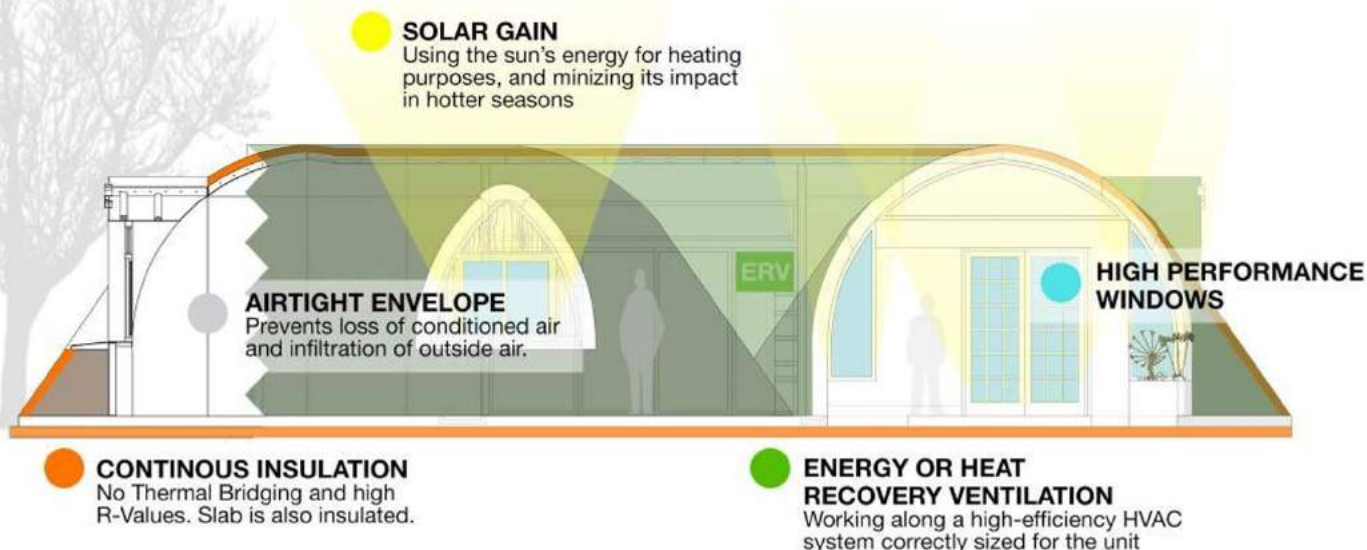 SOLAR GAIN
Using the sun's energy for heating
purposes, and minizing its impact
in hotter seasons
ERV
HIGH PERFORMANCE
WINDOWS
AIRTIGHT ENVELOPE
Prevents loss of conditioned air
and infiltration of outside air.
CONTINOUS INSULATION
No Thermal Bridging and high
R-Values. Slab is also insulated.
ENERGY OR HEAT
RECOVERY VENTILATION
Working along a high-efficiency HVAC
system correctly sized for the unit